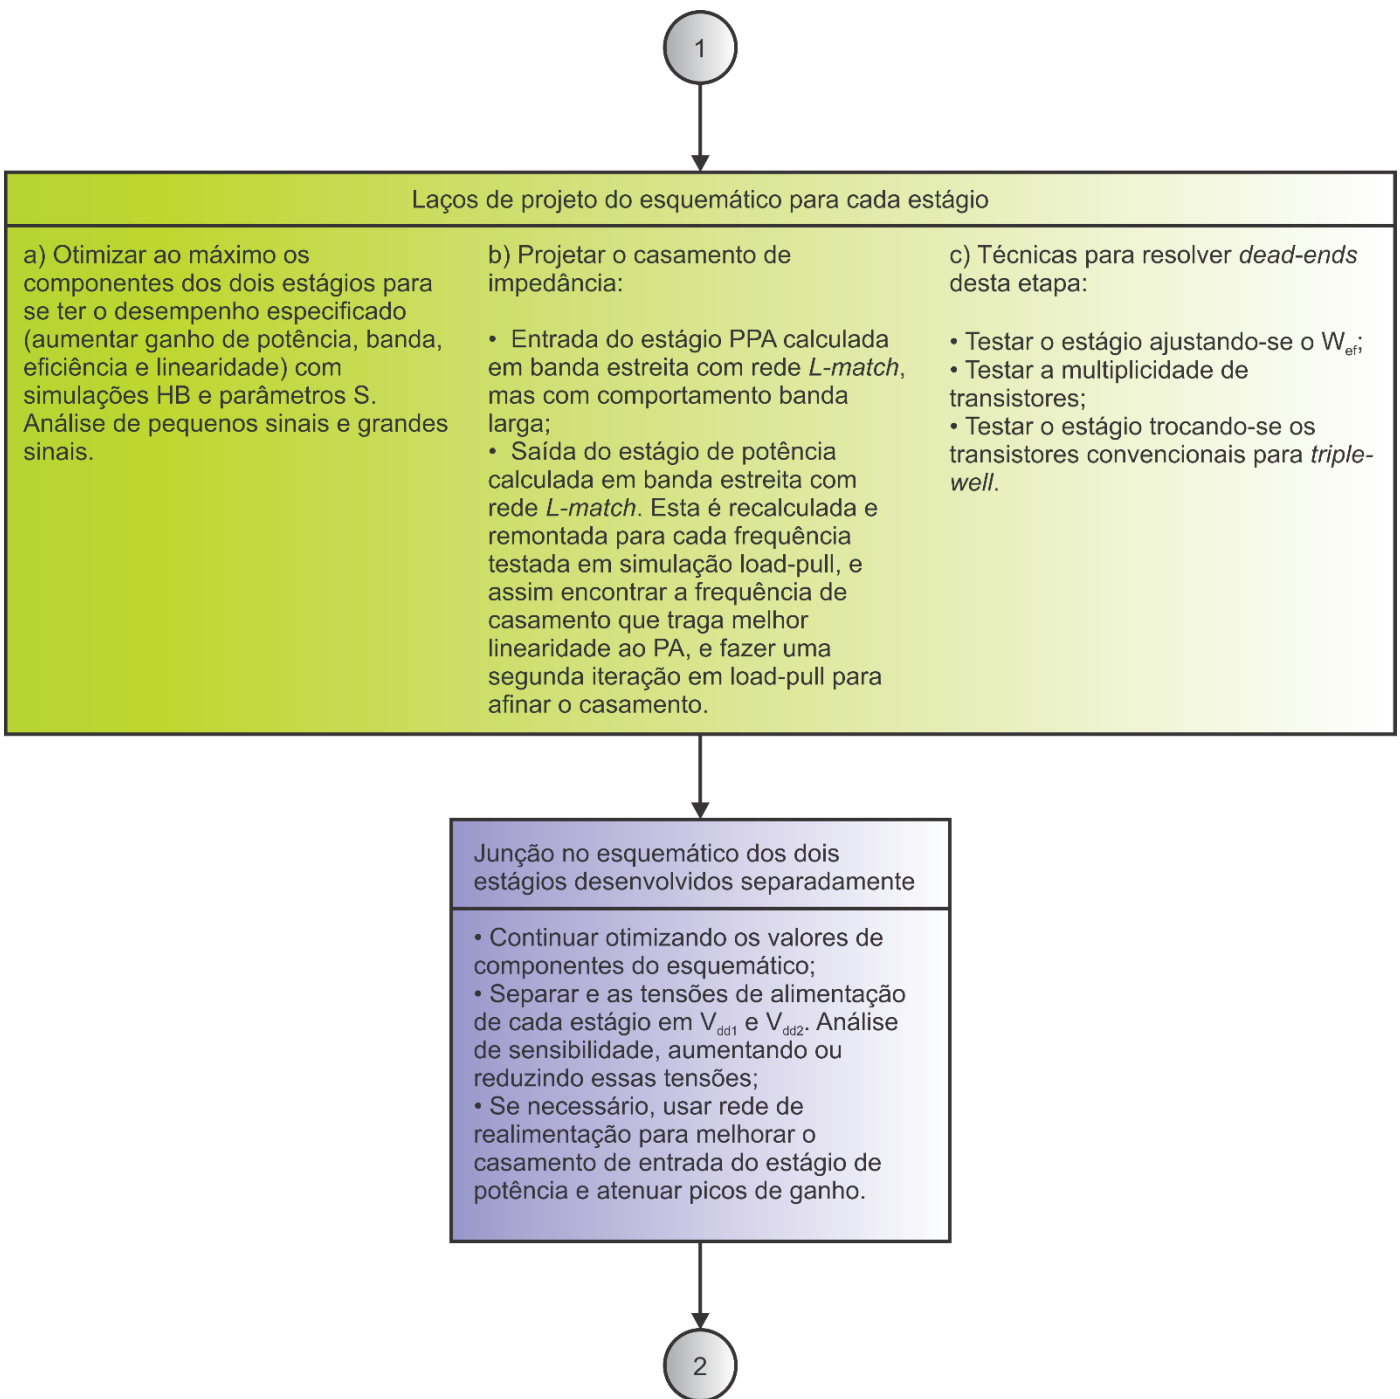 1
Laços de projeto do esquemático para cada estágio
a) Otimizar ao máximo os
componentes dos dois estágios para
se ter o desempenho especificado
(aumentar ganho de potência, banda,
eficiência e linearidade) com
simulações HB e parâmetros S.
Análise de pequenos sinais e grandes
sinais.
b) Projetar o casamento de
impedância:
• Entrada do estágio PPA calculada
em banda estreita com rede L-match,
mas com comportamento banda
larga;
• Saída do estágio de potência
calculada em banda estreita com
rede L-match. Esta é recalculada e
remontada para cada frequência
testada em simulação load-pull, e
assim encontrar a frequência de
casamento que traga melhor
linearidade ao PA, e fazer uma
segunda iteração em load-pull para
afinar o casamento.
c) Técnicas para resolver dead-ends
desta etapa:
• Testar o estágio ajustando-se o Wef;
• Testar a multiplicidade de
transistores;
• Testar o estágio trocando-se os
transistores convencionais para triple-
well.
Junção no esquemático dos dois
estágios desenvolvidos separadamente
• Continuar otimizando os valores de
componentes do esquemático;
• Separar e as tensões de alimentação
de cada estágio em Vdd1 e Vdd2. Análise
de sensibilidade, aumentando ou
reduzindo essas tensões;
• Se necessário, usar rede de
realimentação para melhorar o
casamento de entrada do estágio de
potência e atenuar picos de ganho.
2